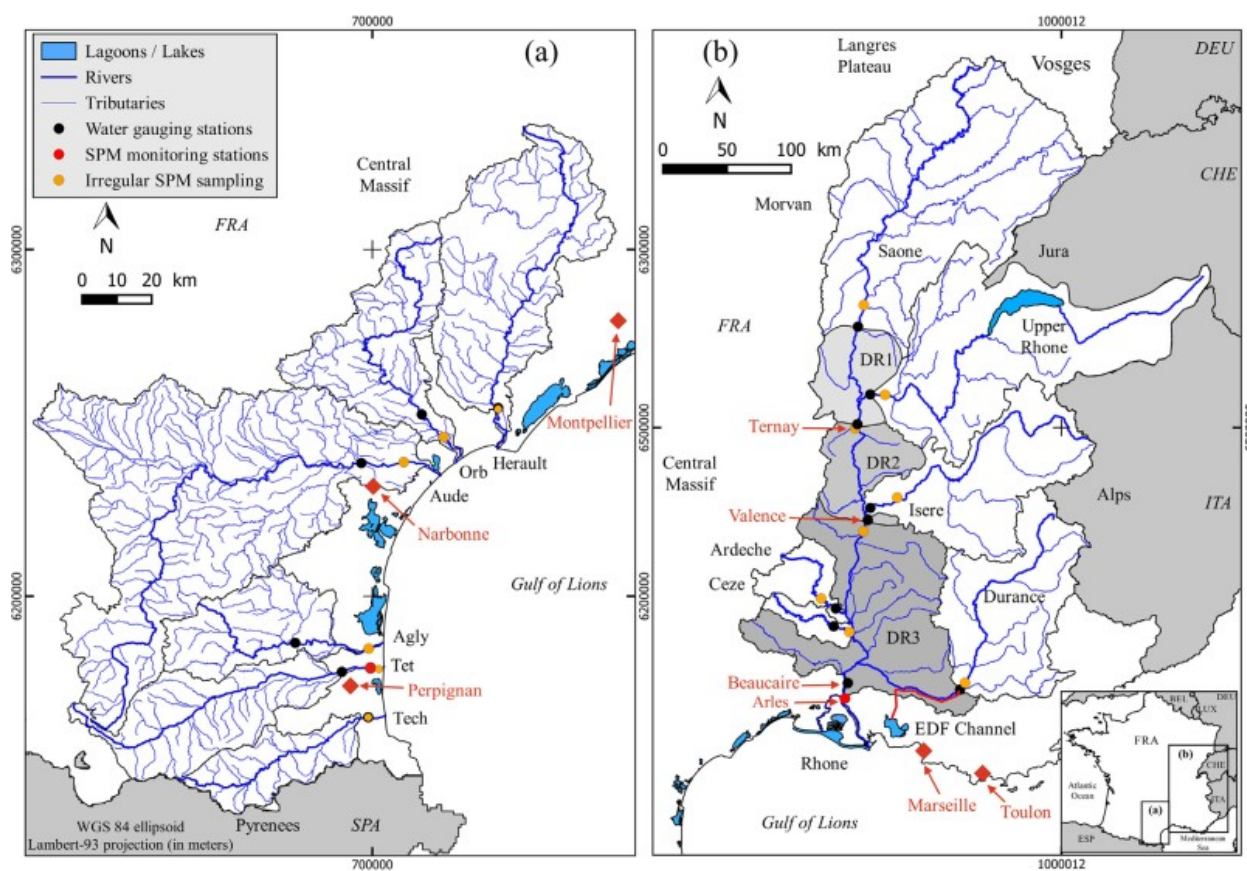 700000
Lagoons / Lakes
Rivers
Tributaries
Water gauging stations
SPM monitoring stations
Irregular SPM sampling
(a)
N
0 10 20 km
FRA
Central
Massif
6300000
Montpellier
Herault
Orb
Aude
Narbonne
Gulf of Lions
6200000
Agly
Tet
Perpignan
Tech
Pyrenees
SPA
WGS 84 ellipsoid
Lambert-93 projection (in meters)
700000
1000012
(b)
Langres
Plateau
Vosges
DEU
N
0 50 100 km
CHE
Morvan
Saone
Jura
6300000
FRA
Upper
Rhone
DR1
Ternay
6500000
DR2
Central
Massif
Alps
ITA
Isere
Valence
Ardeche
Ceze
Durance
6200000
DR3
Beaucaire
Arles
EDF Channel
Rhone
Marseille
Toulon
Gulf of Lions
BEL
DEU
LUX
FRA
(b)
CHE
Atlantic
Ocean
ITA
(a)
ESP
Mediterranean
Sea
1000012